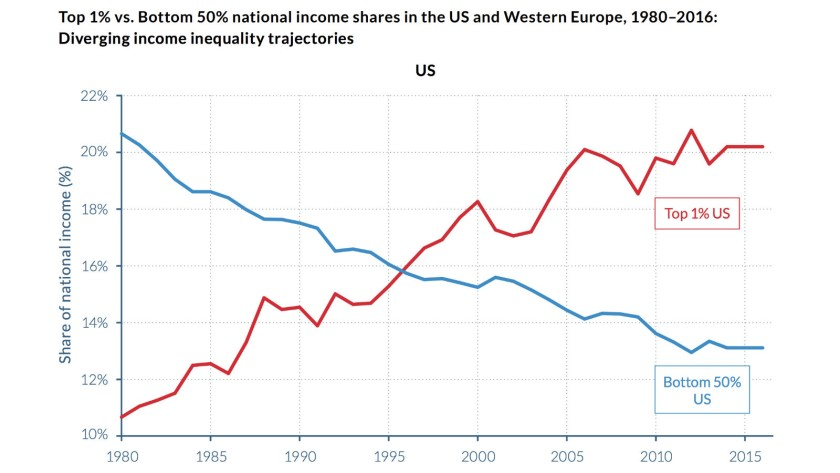 Top 1% vs. Bottom 50% national income shares in the US and Western Europe, 1980–2016:
Diverging income inequality trajectories
US
Share of national income (%)
22%
20%
18%
16%
14%
12%
10%
Top 1% US
Bottom 50%
US
1980 1985 1990 1995 2000 2005 2010 2015